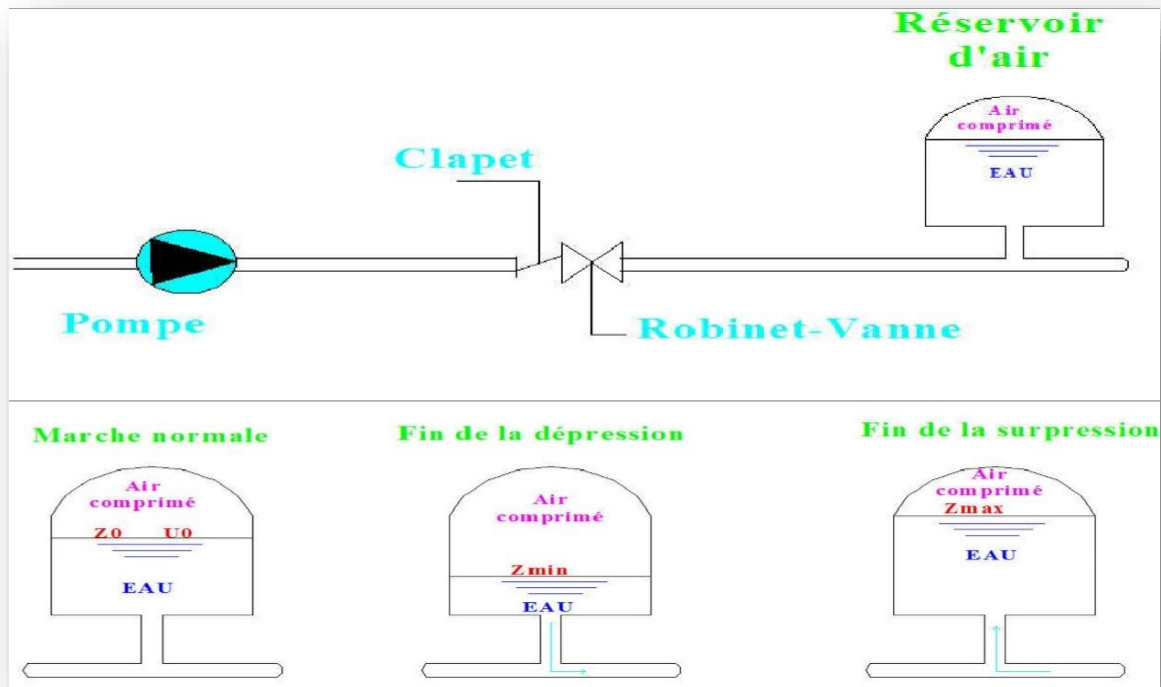 Réservoir
d'air
Air
comprimé
EAU
Clapet
Pompe
Robinet-Vanne
Marche normale
Air
comprimé
Z0 U0
EAU
Fin de la dépression
Air
comprimé
Zmin
EAU
Fin de la surpression
Air
comprimé
Zmax
EAU